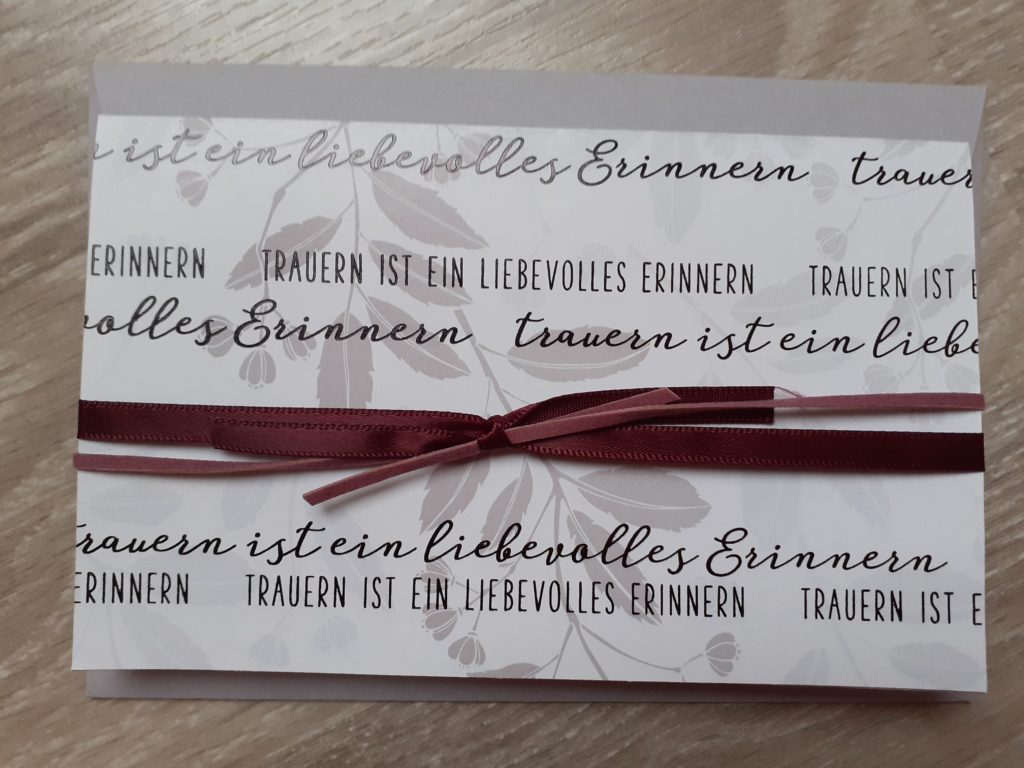 ist ein liebevolles Erinnern trauer
ERINNERN TRAUERN IST EIN LIEBEVOLLES ERINNERN TRAUERN IST E
volles Erinnern trauern ist ein liebe
trauern ist ein liebevolles Erinnern
ERINNERN TRAUERN IST EIN LIEBEVOLLES ERINNERN TRAUERN IST E